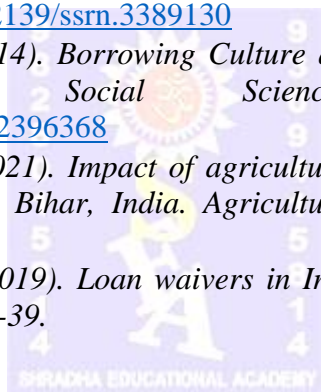 2139/ssrn.3389130
14). Borrowing Culture
Social Scienc
2396368
021). Impact of agricultu
Bihar, India. Agricultu
019). Loan waivers in In
-39.
SHRADHA EDUCATIONAL ACADEMY